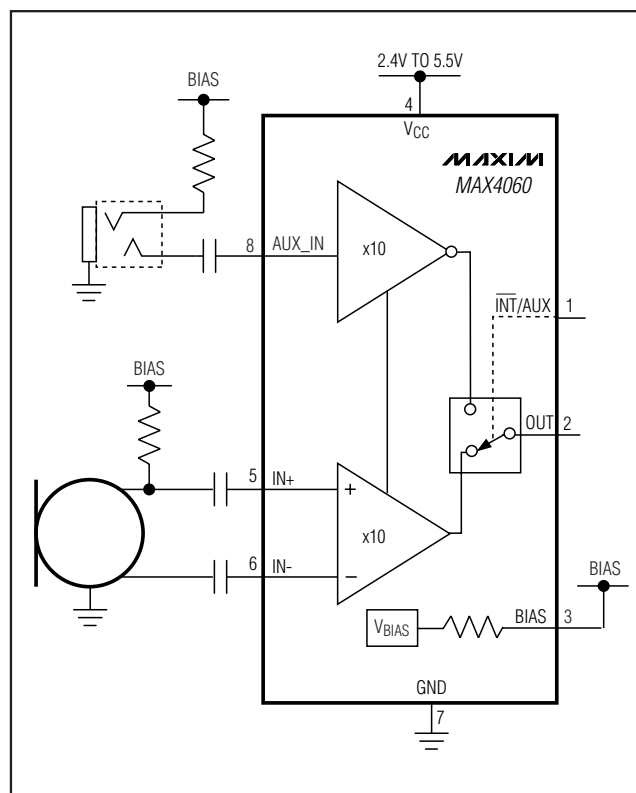 2.4V TO 5.5V
BIAS
4
VCC
MAXIM
MAX4060
8
AUX_IN
x10
INT/AUX
1
BIAS
OUT
2
5
IN+
+
x10
6
IN-
−
BIAS
VBIAS
BIAS
3
GND
7